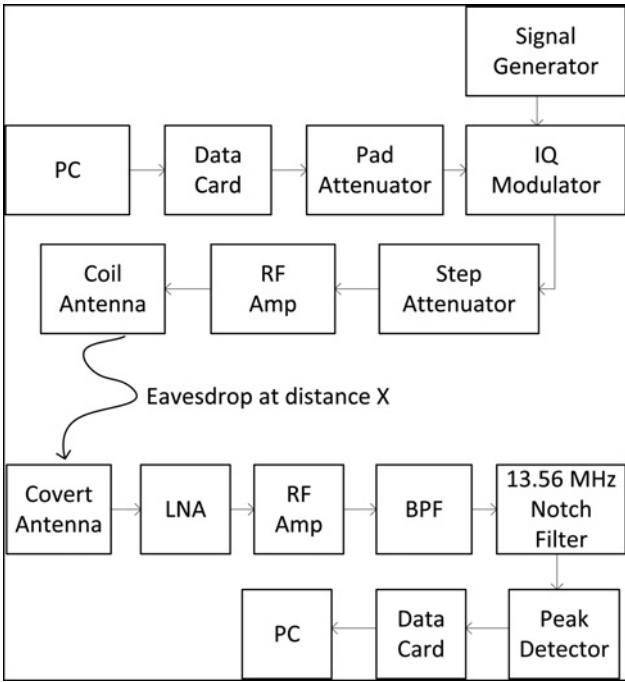 Signal
Generator
PC
Data
Card
Pad
Attenuator
IQ
Modulator
Coil
Antenna
RF
Amp
Step
Attenuator
Eavesdrop at distance X
Covert
Antenna
LNA
RF
Amp
BPF
13.56 MHz
Notch
Filter
PC
Data
Card
Peak
Detector